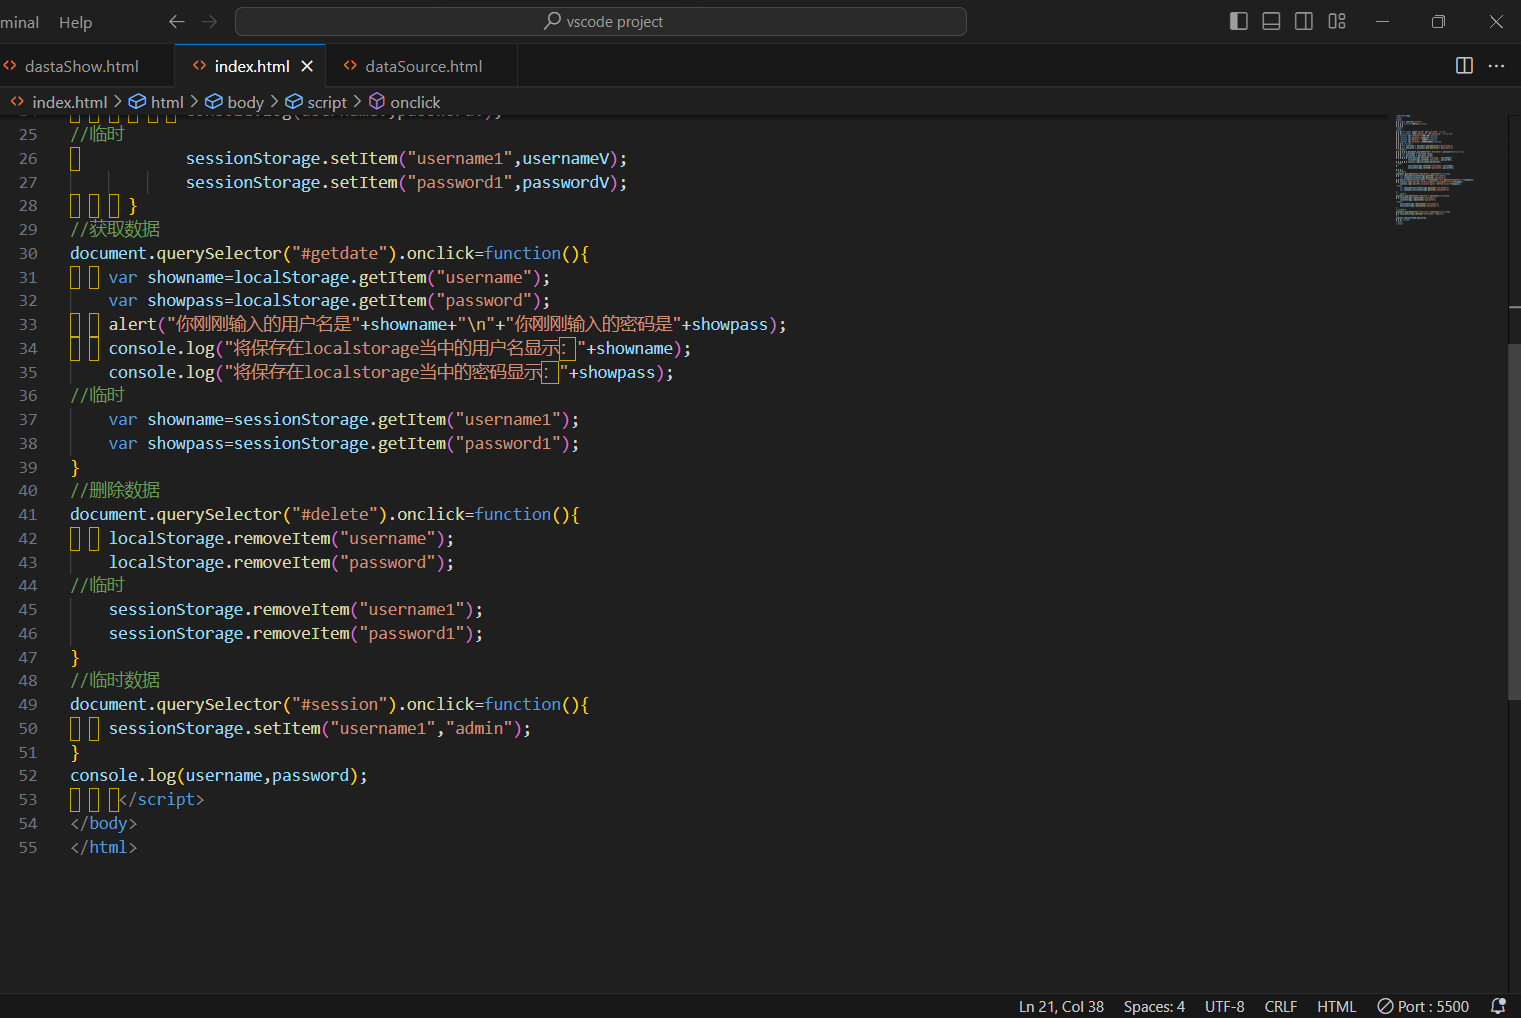 minal Help vscode project
dastaShow.html index.html dataSource.html
index.html html body script onclick
25 //临时
26 sessionStorage.setItem("username1",usernameV);
27 sessionStorage.setItem("password1",passwordV);
28 }
29 //获取数据
30 document.querySelector("#getdate").onclick=function(){
31 var showname=localStorage.getItem("username");
32 var showpass=localStorage.getItem("password");
33 alert("你刚刚输入的用户名是"+showname+"\n"+"你刚刚输入的密码是"+showpass);
34 console.log("将保存在localstorage当中的用户名显示："+showname);
35 console.log("将保存在localstorage当中的密码显示："+showpass);
36 //临时
37 var showname=sessionStorage.getItem("username1");
38 var showpass=sessionStorage.getItem("password1");
39 }
40 //删除数据
41 document.querySelector("#delete").onclick=function(){
42 localStorage.removeItem("username");
43 localStorage.removeItem("password");
44 //临时
45 sessionStorage.removeItem("username1");
46 sessionStorage.removeItem("password1");
47 }
48 //临时数据
49 document.querySelector("#session").onclick=function(){
50 sessionStorage.setItem("username1","admin");
51 }
52 console.log(username,password);
53 </script>
54 </body>
55 </html>
Ln 21, Col 38 Spaces: 4 UTF-8 CRLF HTML Port : 5500